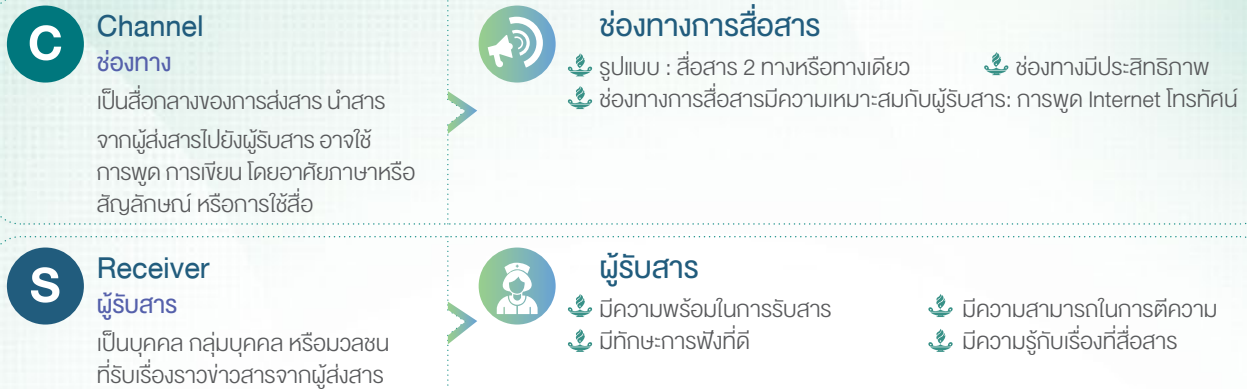 C
Channel
ช่องทาง
เป็นสื่อกลางของการส่งสาร นำสาร
จากผู้ส่งสารไปยังผู้รับสาร อาจใช้
การพูด การเขียน โดยอาศัยภาษาหรือ
สัญลักษณ์ หรือการใช้สื่อ
ช่องทางการสื่อสาร
รูปแบบ : สื่อสาร 2 ทางหรือทางเดียว
ช่องทางมีประสิทธิภาพ
ช่องทางการสื่อสารมีความเหมาะสมกับผู้รับสาร: การพูด Internet โทรทัศน์
S
Receiver
ผู้รับสาร
เป็นบุคคล กลุ่มบุคคล หรือมวลชน
ที่รับเรื่องราวข่าวสารจากผู้ส่งสาร
ผู้รับสาร
มีความพร้อมในการรับสาร
มีความสามารถในการตีความ
มีทักษะการฟังที่ดี
มีความรู้กับเรื่องที่สื่อสาร